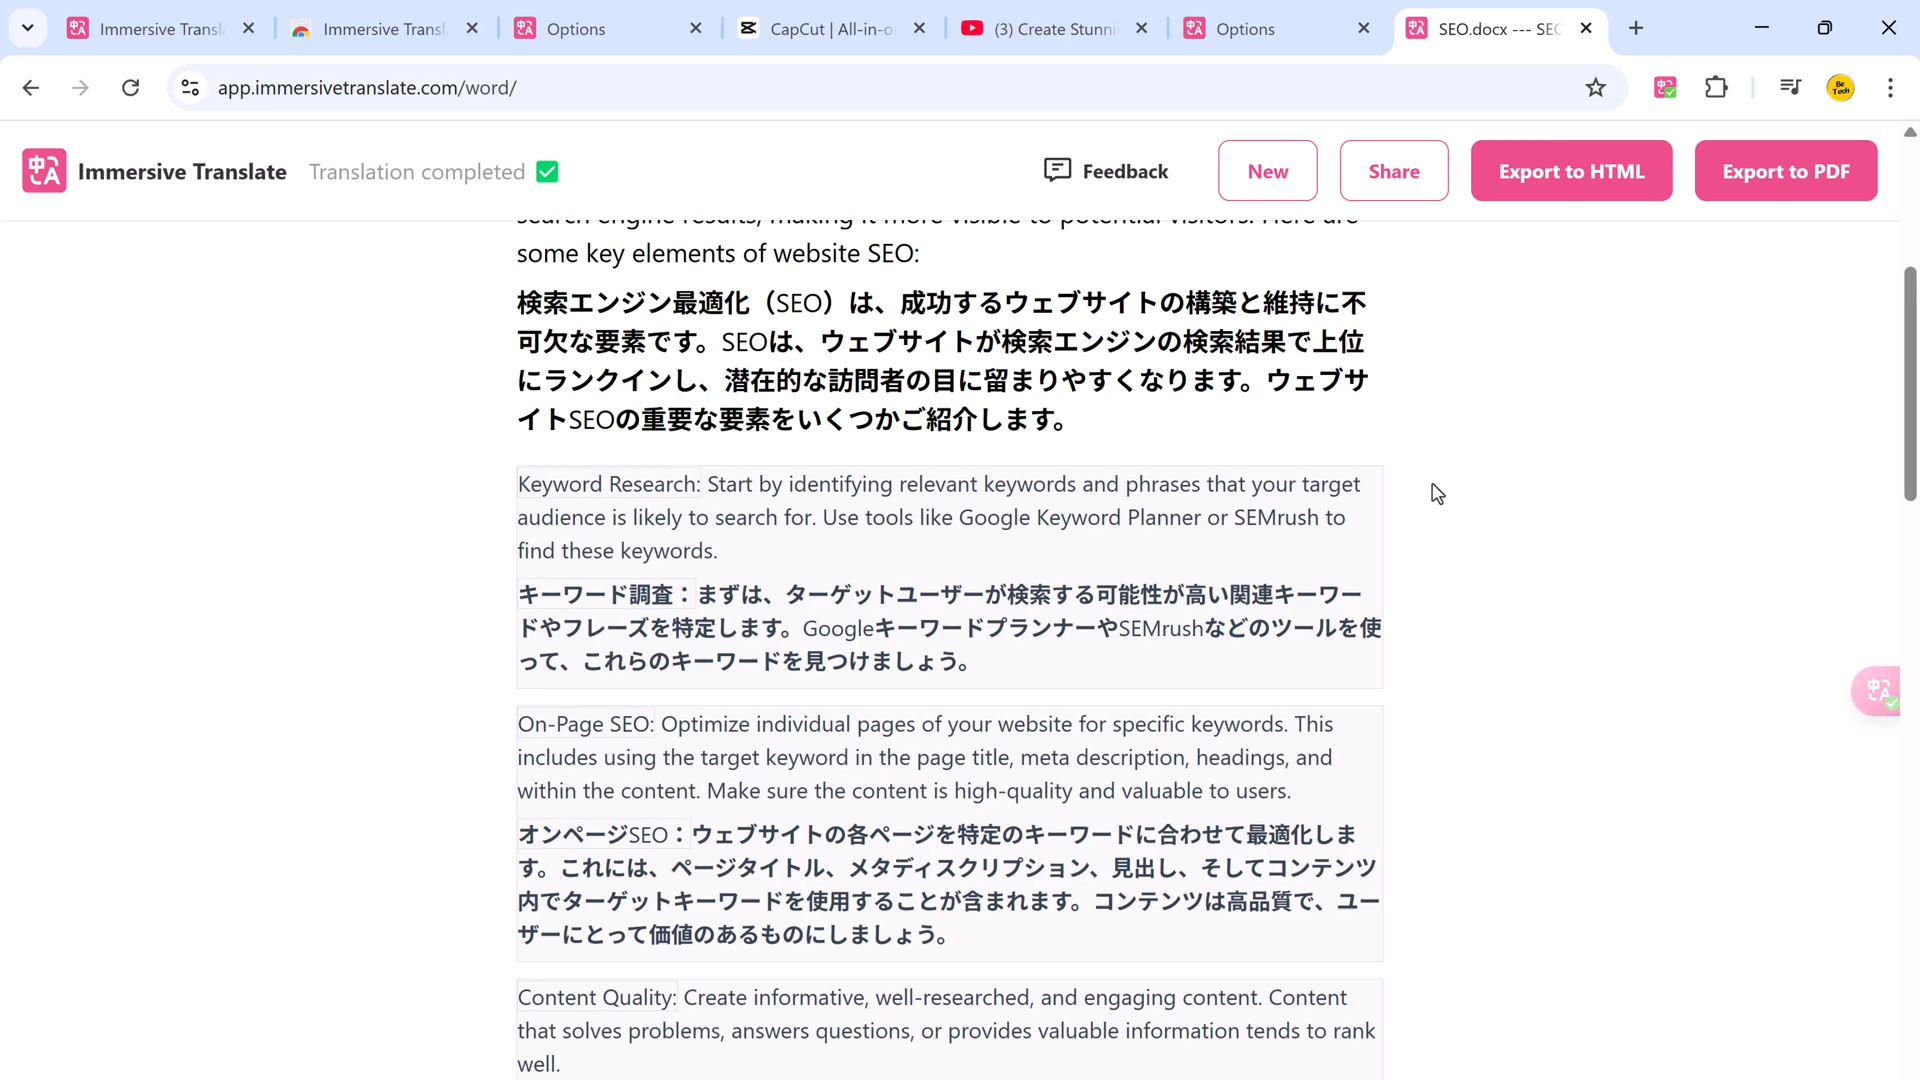 Immersive Transl
Immersive Transl
Options
CapCut | All-in-o
(3) Create Stunni
Options
SEO.docx --- SEO
app.immersivetranslate.com/word/
Be Tech
Immersive Translate
Translation completed
Feedback
New
Share
Export to HTML
Export to PDF
search engine results, making it more visible to potential visitors. Here are
some key elements of website SEO:
検索エンジン最適化（SEO）は、成功するウェブサイトの構築と維持に不
可欠な要素です。SEOは、ウェブサイトが検索エンジンの検索結果で上位
にランクインし、潜在的な訪問者の目に留まりやすくなります。ウェブサ
イトSEOの重要な要素をいくつかご紹介します。
Keyword Research: Start by identifying relevant keywords and phrases that your target
audience is likely to search for. Use tools like Google Keyword Planner or SEMrush to
find these keywords.
キーワード調査：まずは、ターゲットユーザーが検索する可能性が高い関連キーワー
ドやフレーズを特定します。GoogleキーワードプランナーやSEMrushなどのツールを使
って、これらのキーワードを見つけましょう。
On-Page SEO: Optimize individual pages of your website for specific keywords. This
includes using the target keyword in the page title, meta description, headings, and
within the content. Make sure the content is high-quality and valuable to users.
オンページSEO：ウェブサイトの各ページを特定のキーワードに合わせて最適化しま
す。これには、ページタイトル、メタディスクリプション、見出し、そしてコンテンツ
内でターゲットキーワードを使用することが含まれます。コンテンツは高品質で、ユー
ザーにとって価値のあるものにしましょう。
Content Quality: Create informative, well-researched, and engaging content. Content
that solves problems, answers questions, or provides valuable information tends to rank
well.